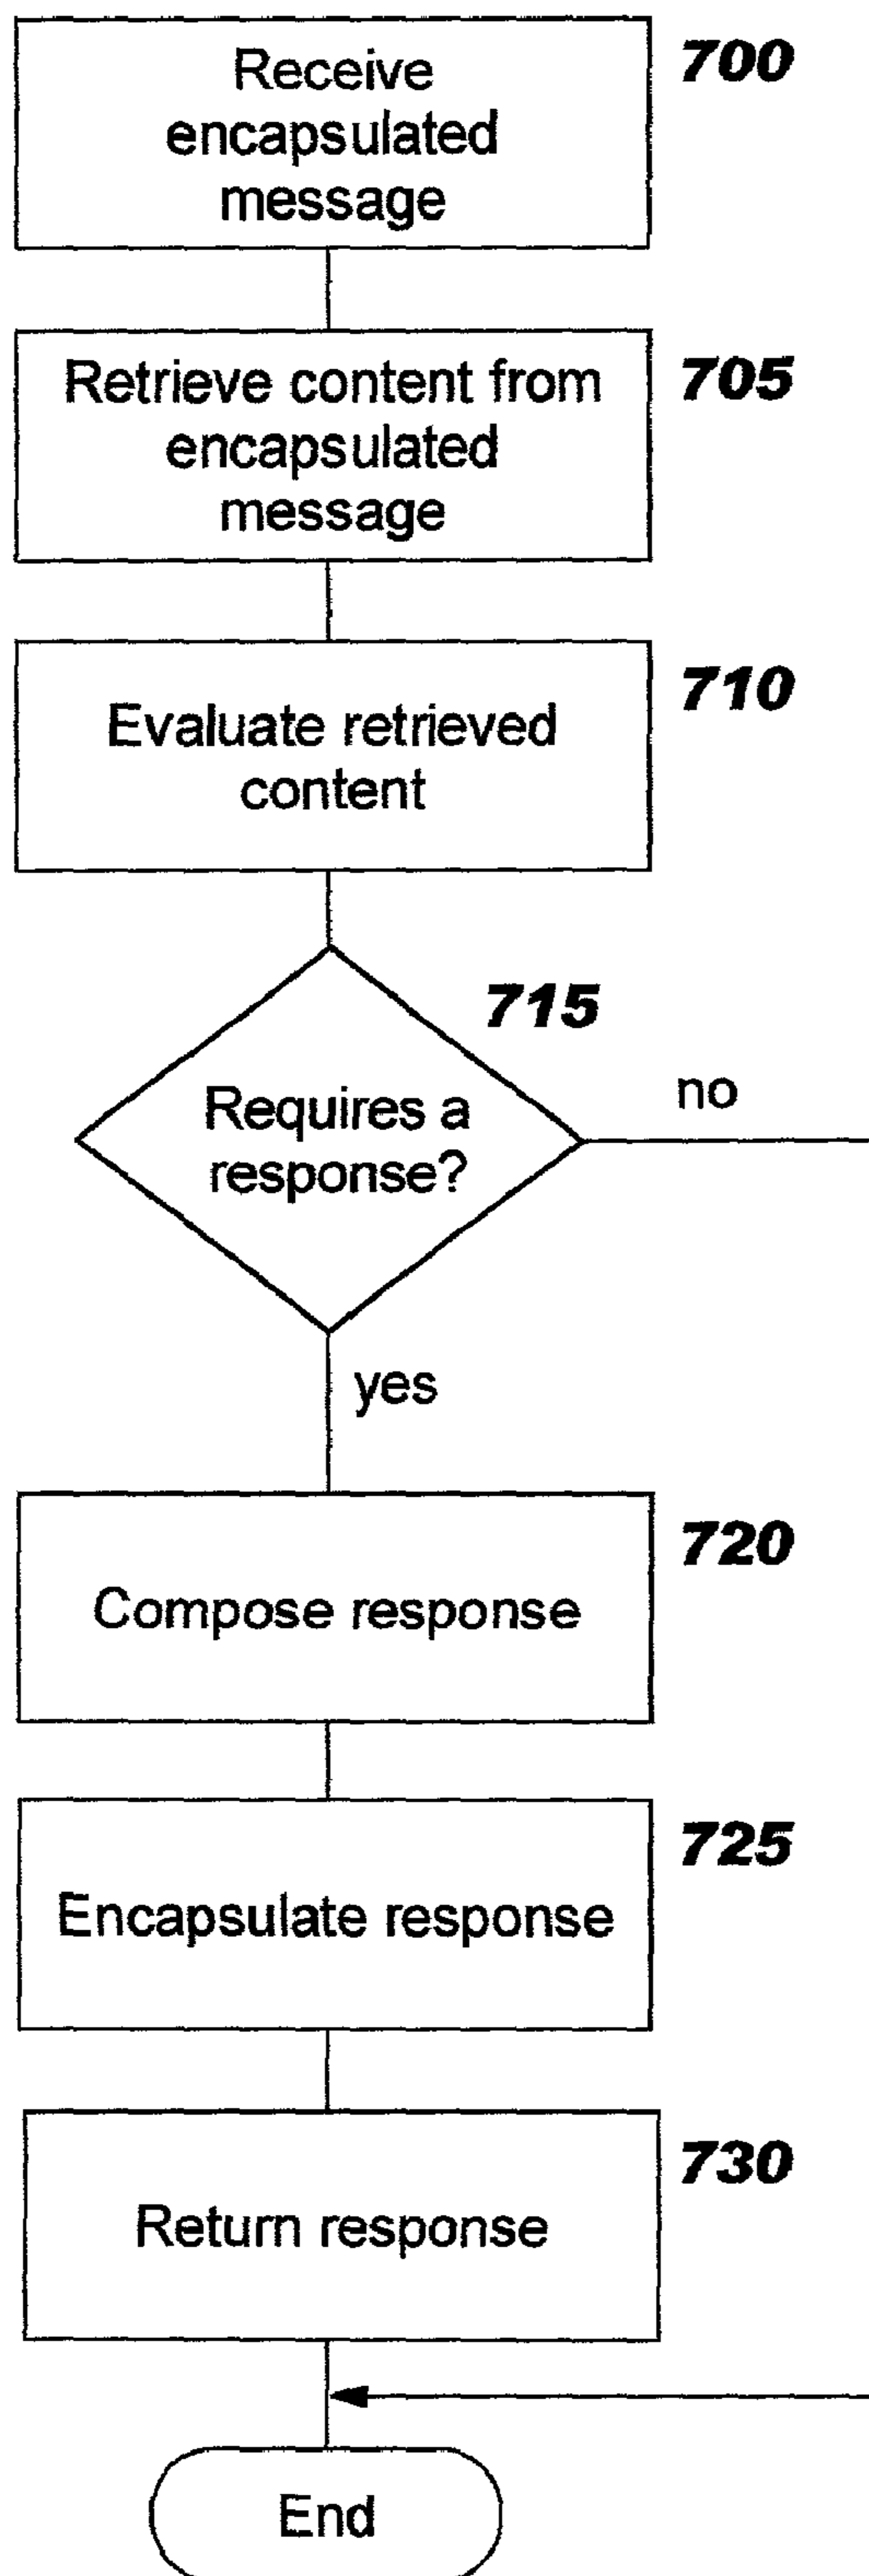 Receive
encapsulated
message
700
Retrieve content from
encapsulated
message
705
Evaluate retrieved
content
710
715
Requires a
response?
no
yes
Compose response
720
Encapsulate response
725
Return response
730
End